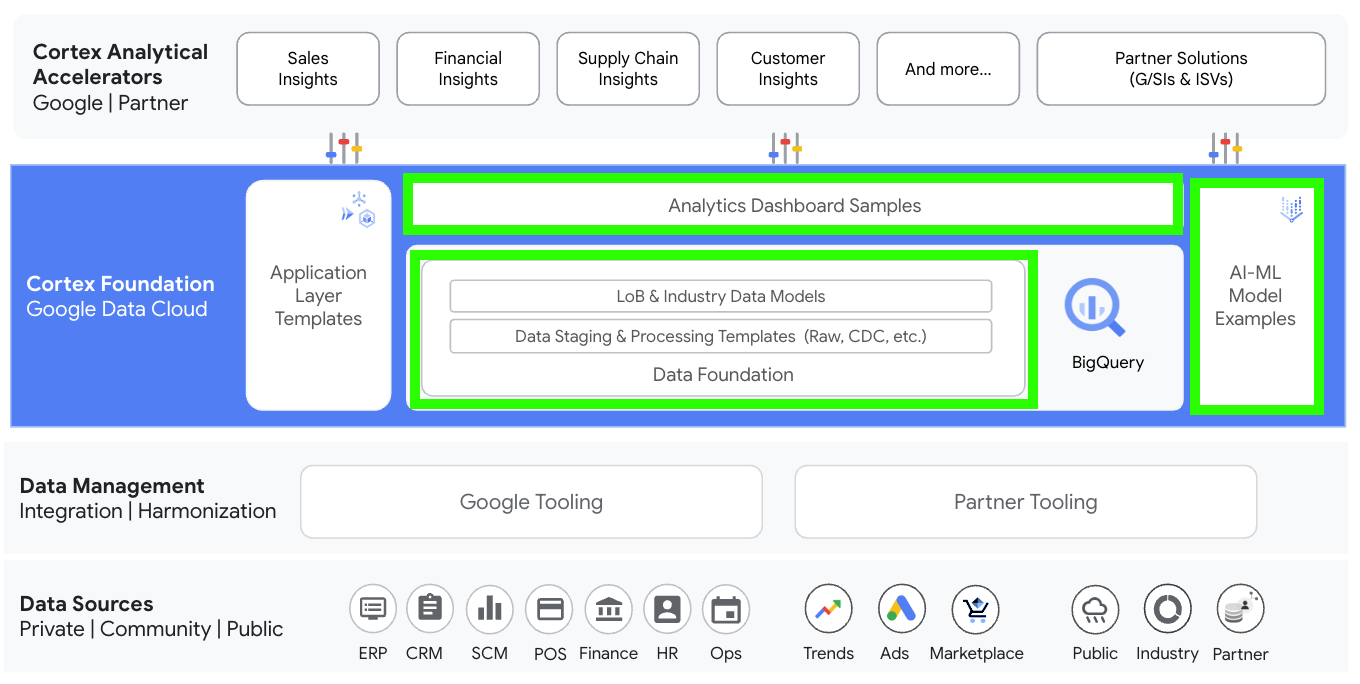 Cortex Analytical
Accelerators
Google | Partner
Sales
Insights
Financial
Insights
Supply Chain
Insights
Customer
Insights
And more...
Partner Solutions
(G/SIs & ISVs)
Cortex Foundation
Google Data Cloud
Application
Layer
Templates
Analytics Dashboard Samples
LoB & Industry Data Models
Data Staging & Processing Templates (Raw, CDC, etc.)
Data Foundation
BigQuery
AI-ML
Model
Examples
Data Management
Integration | Harmonization
Google Tooling
Partner Tooling
Data Sources
Private | Community | Public
ERP
CRM
SCM
POS
Finance
HR
Ops
Trends
Ads
Marketplace
Public
Industry
Partner